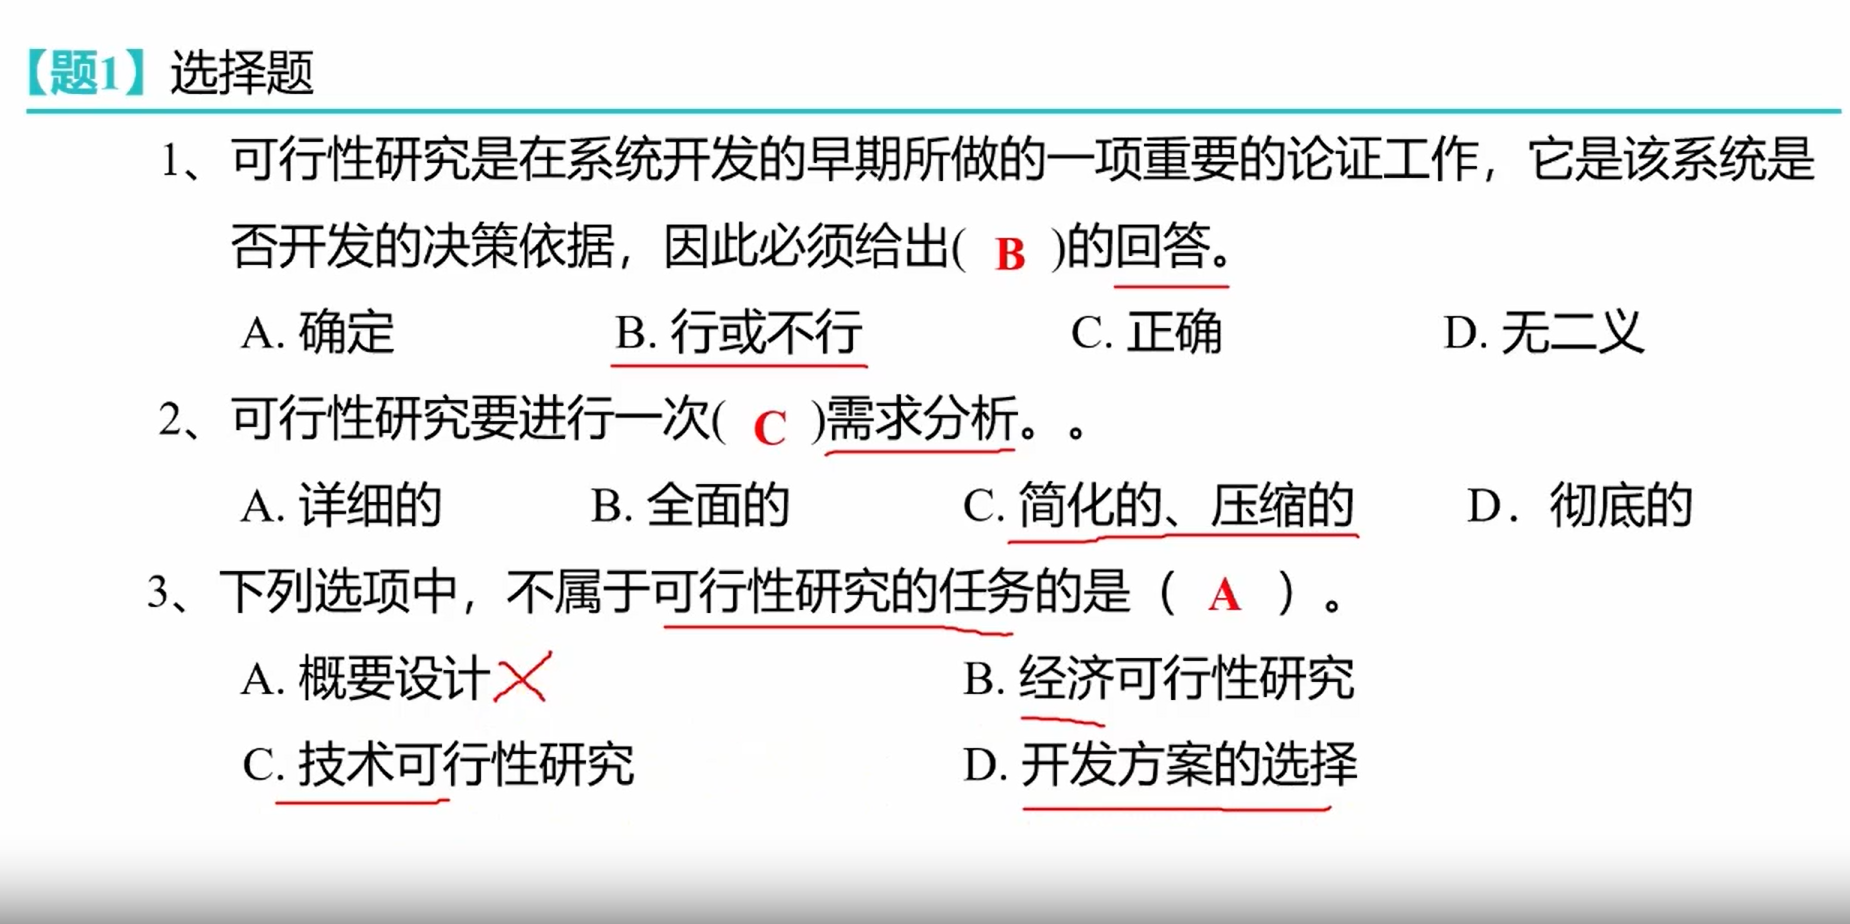 【题1】选择题
1、可行性研究是在系统开发的早期所做的一项重要的论证工作，它是该系统是
否开发的决策依据，因此必须给出( B )的回答。
A. 确定 B. 行或不行 C. 正确 D. 无二义
2、可行性研究要进行一次( C )需求分析。。
A. 详细的 B. 全面的 C. 简化的、压缩的 D. 彻底的
3、下列选项中，不属于可行性研究的任务的是（ A ）。
A. 概要设计 B. 经济可行性研究
C. 技术可行性研究 D. 开发方案的选择